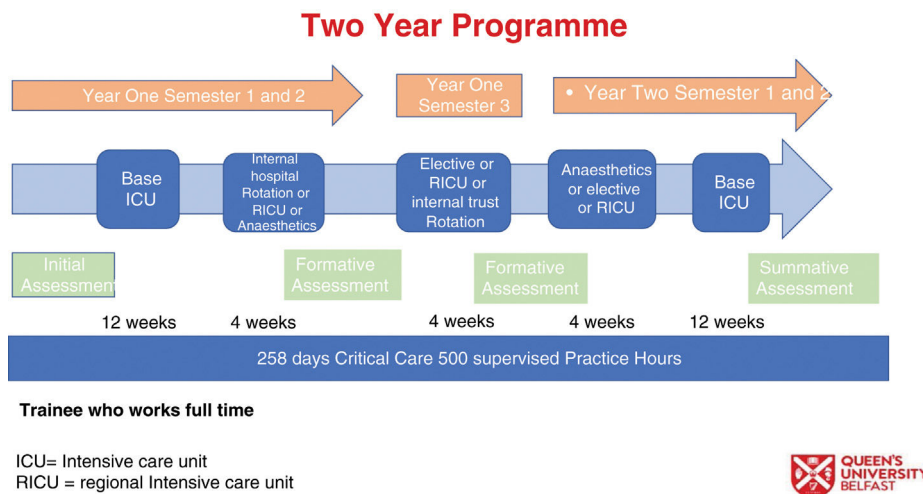 Two Year Programme
Year One Semester 1 and 2
Year One
Semester 3
• Year Two Semester 1 and 2
Base
ICU
Internal
hospital
Rotation or
RICU or
Anaesthetics
Elective or
RICU or
internal trust
Rotation
Anaesthetics
or elective
or RICU
Base
ICU
Initial
Assessment
Formative
Assessment
Formative
Assessment
Summative
Assessment
12 weeks
4 weeks
4 weeks
4 weeks
12 weeks
258 days Critical Care 500 supervised Practice Hours
Trainee who works full time
ICU= Intensive care unit
RICU = regional Intensive care unit
QUEEN'S
UNIVERSITY
BELFAST